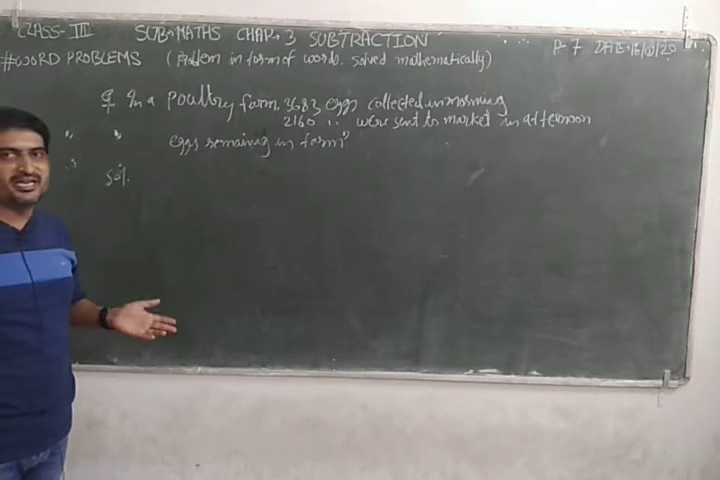 CLASS- III SUB-MATHS CHAP. 3 SUBTRACTION P-7 DATE-16/01/20
#WORD PROBLEMS (Problem in form of word. solved mathematically)
Q In a poultry farm, 3683 eggs collected in morning
" " 2160 " were sent to market in afternoon
eggs remaining in farm?
Sol.